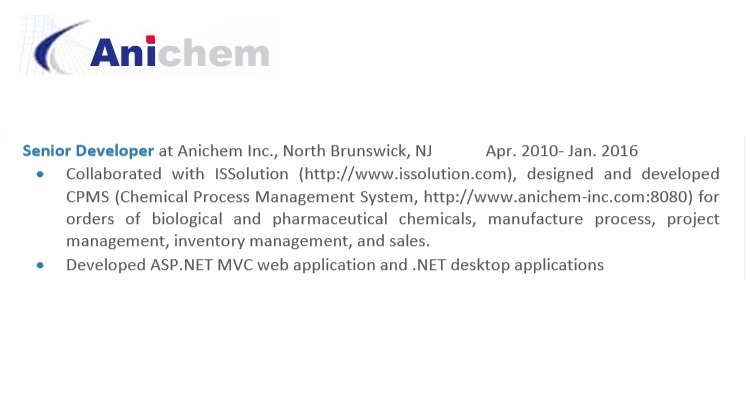 Anichem
Senior Developer at Anichem Inc., North Brunswick, NJ Apr. 2010- Jan. 2016
• Collaborated with ISSolution (http://www.issolution.com), designed and developed
CPMS (Chemical Process Management System, http://www.anichem-inc.com:8080) for
orders of biological and pharmaceutical chemicals, manufacture process, project
management, inventory management, and sales.
• Developed ASP.NET MVC web application and .NET desktop applications